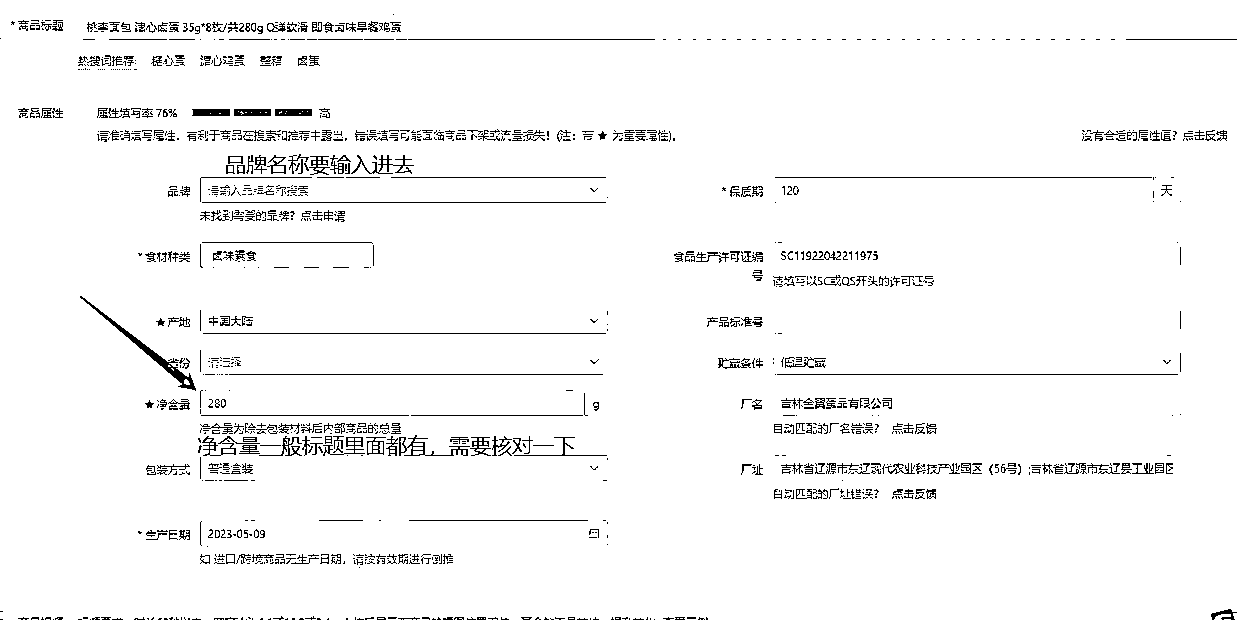 * 商品标题 桃李面包 溏心卤蛋 35g*8枚/共280g Q弹软滑 即食卤味早餐鸡蛋
热搜词推荐: 糖心蛋 溏心鸡蛋 整箱 卤蛋
商品属性 属性填写率 76% 高
请准确填写属性，有利于商品在搜索和推荐中露出，错误填写可能面临商品下架或流量损失！(注：带 ★ 为重要属性)。 没有合适的属性值？点击反馈
品牌名称要输入进去
品牌 请输入品牌名称搜索 * 保质期 120 天
未找到需要的品牌？点击申请
* 食材种类 卤味素食 食品生产许可证编号 SC11922042211973
请填写以SC或QS开头的许可证号
★ 产地 中国大陆 产品标准号
省份 请选择 贮藏条件 低温贮藏
★ 净含量 280 g 厂名 吉林金翼蛋品有限公司
净含量为除去包装材料后内部商品的总量 自动匹配的厂名错误？ 点击反馈
净含量一般标题里面都有，需要核对一下
包装方式 普通盒装 厂址 吉林省辽源市东辽现代农业科技产业园区（56号）;吉林省辽源市东辽县工业园区
自动匹配的厂址错误？ 点击反馈
* 生产日期 2023-05-09
如 进口/跨境商品无生产日期，请按有效期进行倒推